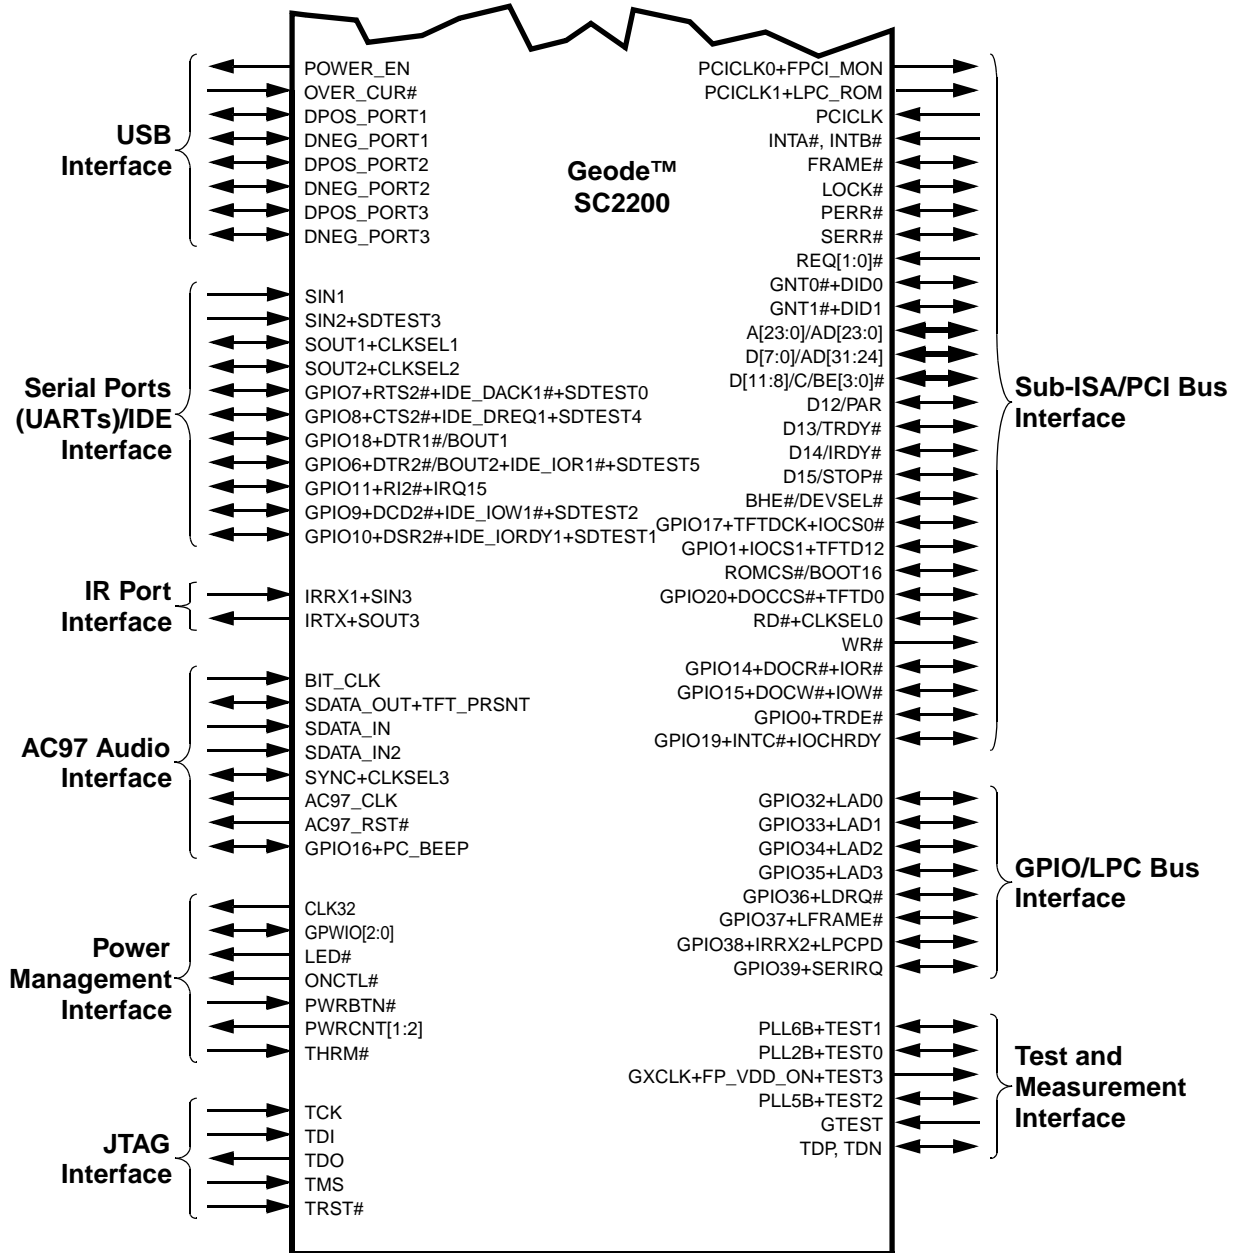 Geode™
SC2200
USB
Interface
POWER_EN
OVER_CUR#
DPOS_PORT1
DNEG_PORT1
DPOS_PORT2
DNEG_PORT2
DPOS_PORT3
DNEG_PORT3
Serial Ports
(UARTs)/IDE
Interface
SIN1
SIN2+SDTEST3
SOUT1+CLKSEL1
SOUT2+CLKSEL2
GPIO7+RTS2#+IDE_DACK1#+SDTEST0
GPIO8+CTS2#+IDE_DREQ1+SDTEST4
GPIO18+DTR1#/BOUT1
GPIO6+DTR2#/BOUT2+IDE_IOR1#+SDTEST5
GPIO11+RI2#+IRQ15
GPIO9+DCD2#+IDE_IOW1#+SDTEST2
GPIO10+DSR2#+IDE_IORDY1+SDTEST1
IR Port
Interface
IRRX1+SIN3
IRTX+SOUT3
AC97 Audio
Interface
BIT_CLK
SDATA_OUT+TFT_PRSNT
SDATA_IN
SDATA_IN2
SYNC+CLKSEL3
AC97_CLK
AC97_RST#
GPIO16+PC_BEEP
Power
Management
Interface
CLK32
GPWIO[2:0]
LED#
ONCTL#
PWRBTN#
PWRCNT[1:2]
THRM#
JTAG
Interface
TCK
TDI
TDO
TMS
TRST#
PCICLK0+FPCI_MON
PCICLK1+LPC_ROM
PCICLK
INTA#, INTB#
FRAME#
LOCK#
PERR#
SERR#
REQ[1:0]#
GNT0#+DID0
GNT1#+DID1
A[23:0]/AD[23:0]
D[7:0]/AD[31:24]
D[11:8]/C/BE[3:0]#
D12/PAR
D13/TRDY#
D14/IRDY#
D15/STOP#
BHE#/DEVSEL#
GPIO17+TFTDCK+IOCS0#
GPIO1+IOCS1+TFTD12
ROMCS#/BOOT16
GPIO20+DOCCS#+TFTD0
RD#+CLKSEL0
WR#
GPIO14+DOCR#+IOR#
GPIO15+DOCW#+IOW#
GPIO0+TRDE#
GPIO19+INTC#+IOCHRDY
Sub-ISA/PCI Bus
Interface
GPIO32+LAD0
GPIO33+LAD1
GPIO34+LAD2
GPIO35+LAD3
GPIO36+LDRQ#
GPIO37+LFRAME#
GPIO38+IRRX2+LPCPD
GPIO39+SERIRQ
GPIO/LPC Bus
Interface
PLL6B+TEST1
PLL2B+TEST0
GXCLK+FP_VDD_ON+TEST3
PLL5B+TEST2
GTEST
TDP, TDN
Test and
Measurement
Interface